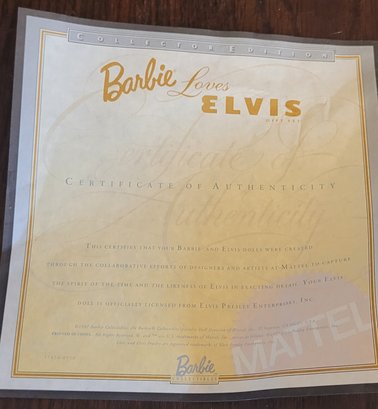 COLLECTOR EDITION
Barbie Loves
ELVIS
GIFT SET
Certificate of
CERTIFICATE OF AUTHENTICITY
Authenticity
THIS CERTIFIES THAT YOUR BARBIE AND ELVIS DOLLS WERE CREATED
THROUGH THE COLLABORATIVE EFFORTS OF DESIGNERS AND ARTISTS AT MATTEL TO CAPTURE
THE SPIRIT OF THE TIME AND THE LIKENESS OF ELVIS IN EXACTING DETAIL. YOUR ELVIS
DOLL IS OFFICIALLY LICENSED FROM ELVIS PRESLEY ENTERPRISES, INC.
MATTEL
Barbie
COLLECTIBLES